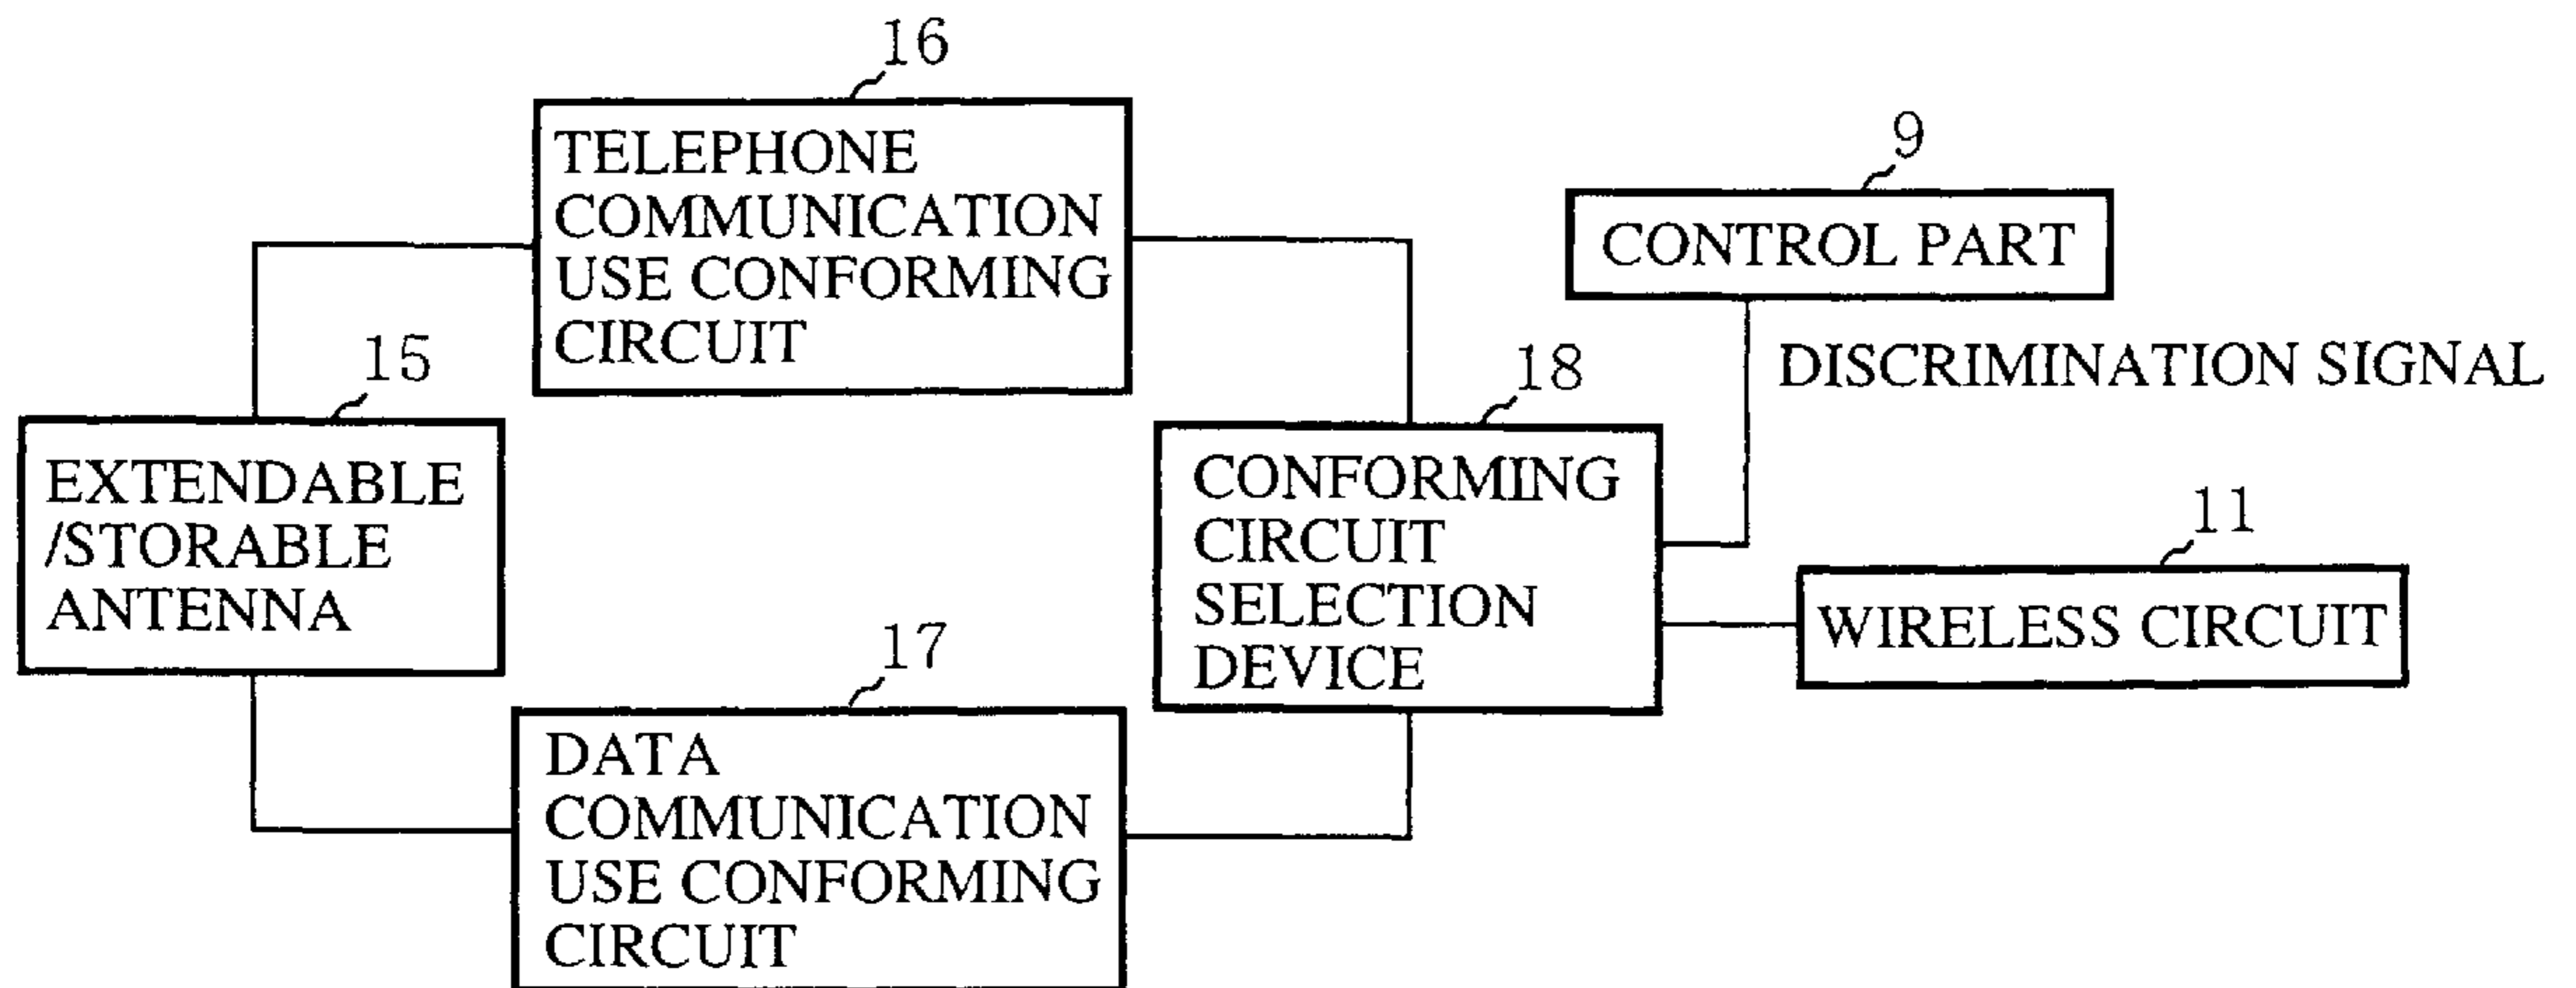 16
TELEPHONE
COMMUNICATION
USE CONFORMING
CIRCUIT
9
CONTROL PART
DISCRIMINATION SIGNAL
15
EXTENDABLE
/STORABLE
ANTENNA
18
CONFORMING
CIRCUIT
SELECTION
DEVICE
11
WIRELESS CIRCUIT
17
DATA
COMMUNICATION
USE CONFORMING
CIRCUIT